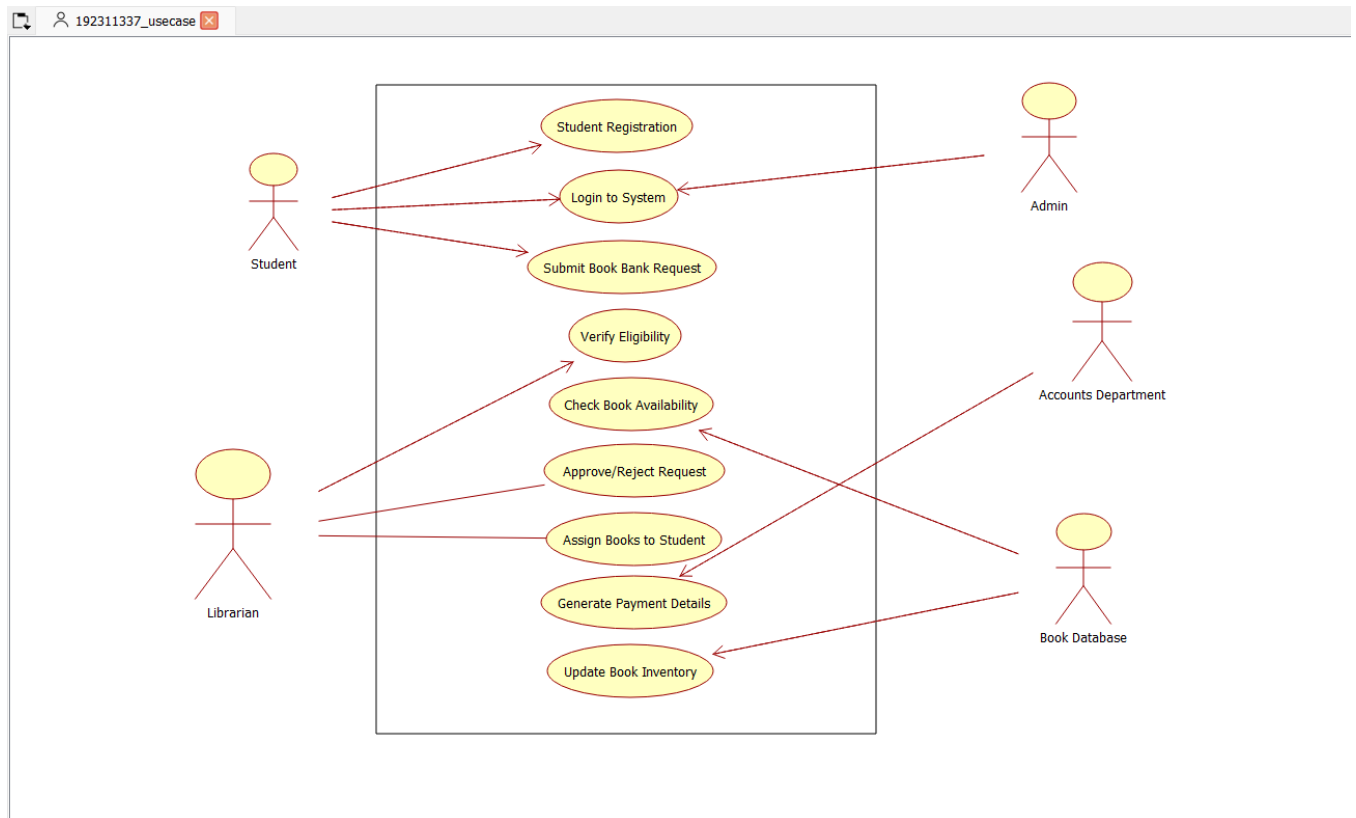 192311337_usecase
Student Registration
Login to System
Admin
Student
Submit Book Bank Request
Verify Eligibility
Accounts Department
Check Book Availability
Approve/Reject Request
Assign Books to Student
Librarian
Generate Payment Details
Book Database
Update Book Inventory